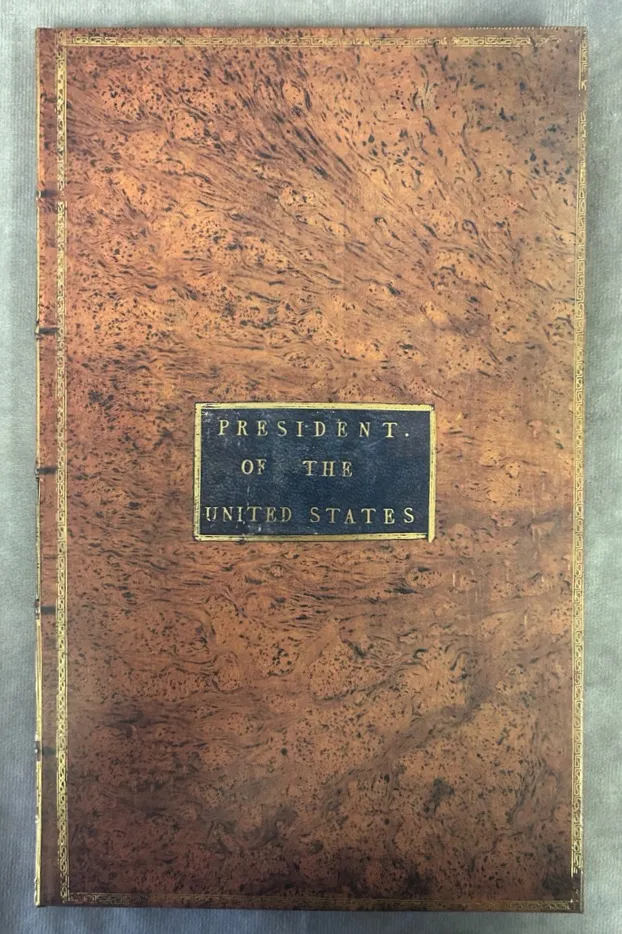 PRESIDENT.
OF THE
UNITED STATES